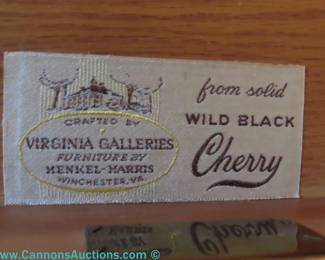 CRAFTED BY
VIRGINIA GALLERIES
FURNITURE BY
HENKEL-HARRIS
WINCHESTER, VA.
from solid
WILD BLACK
Cherry
© www.CannonsAuctions.com ©